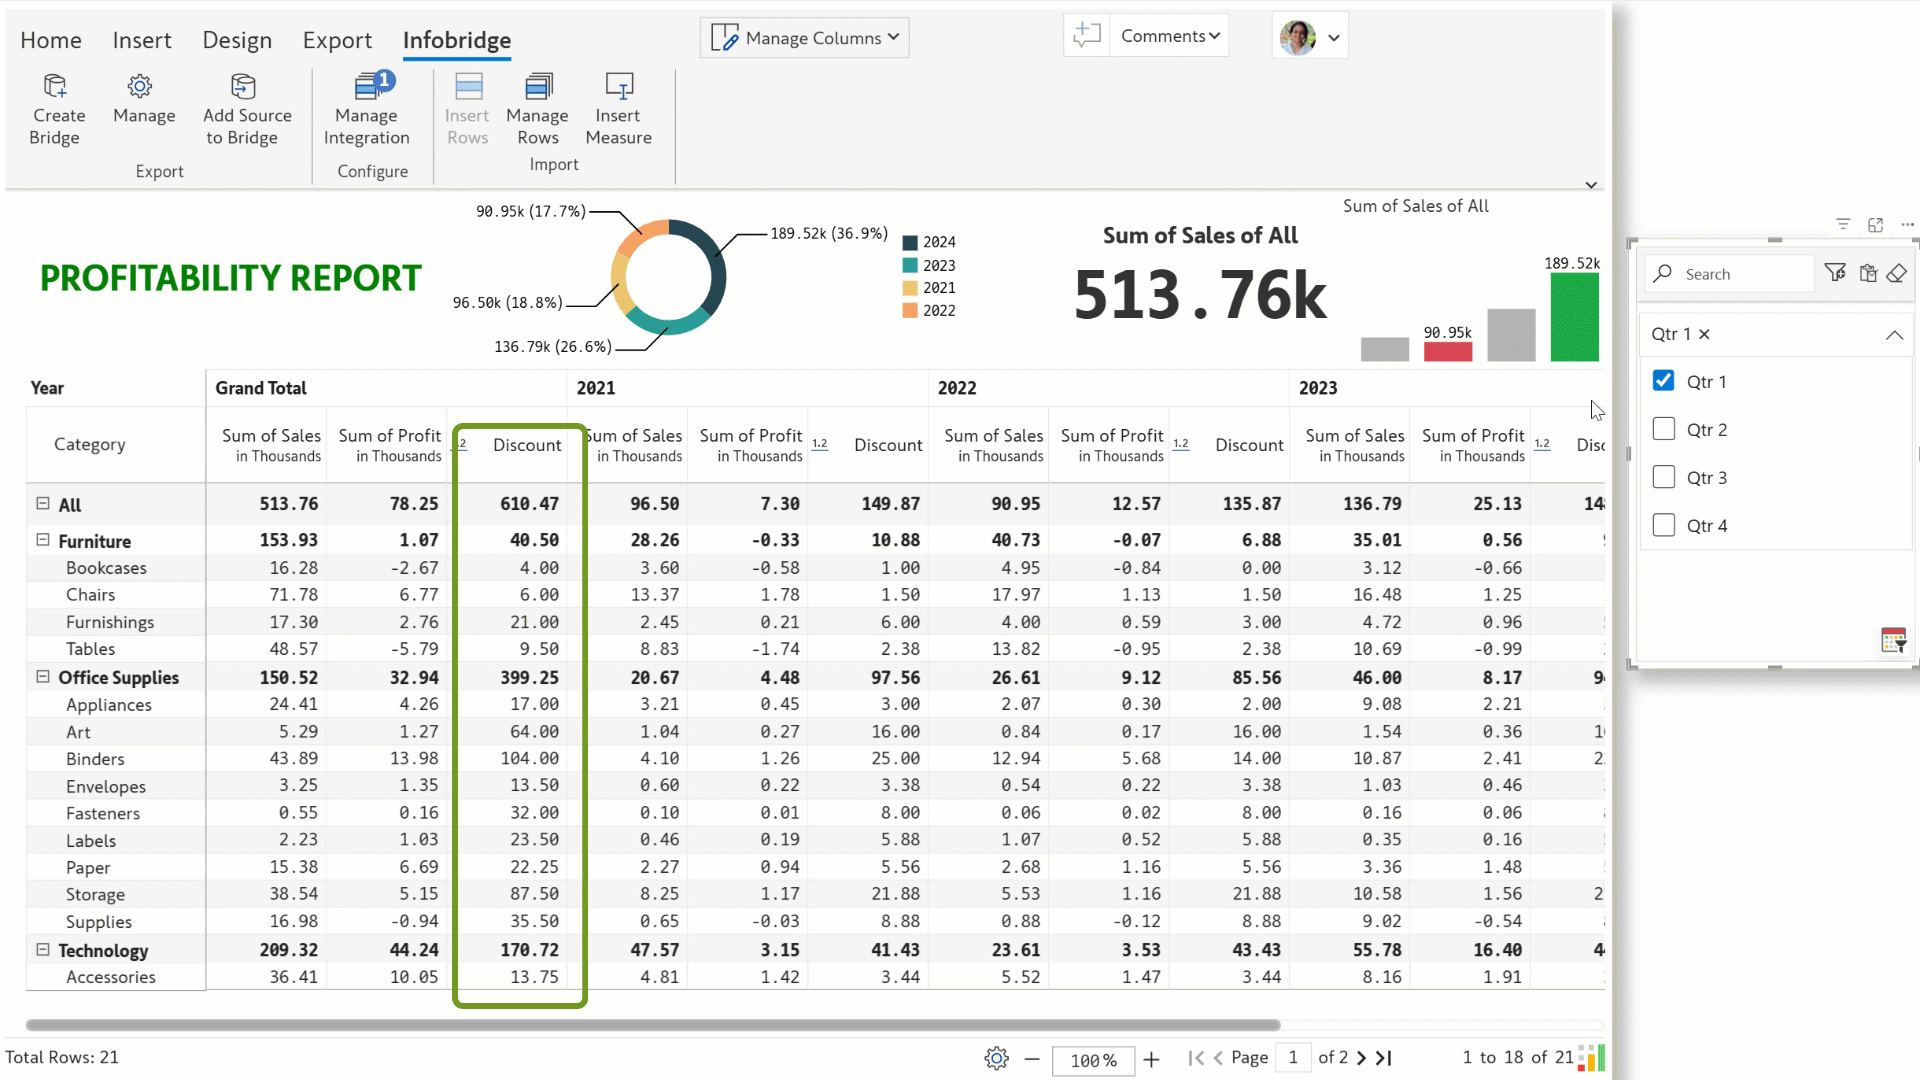 Home Insert Design Export Infobridge
Manage Columns
Comments
Create Bridge
Manage
Add Source to Bridge
Export
Manage Integration
1
Configure
Insert Rows
Manage Rows
Insert Measure
Import
PROFITABILITY REPORT
90.95k (17.7%)
189.52k (36.9%)
96.50k (18.8%)
136.79k (26.6%)
2024
2023
2021
2022
Sum of Sales of All
513.76k
Sum of Sales of All
90.95k
189.52k
Year Grand Total 2021 2022 2023
Category Sum of Sales in Thousands Sum of Profit in Thousands Discount Sum of Sales in Thousands Sum of Profit in Thousands 1.2 Discount Sum of Sales in Thousands Sum of Profit in Thousands 1.2 Discount Sum of Sales in Thousands Sum of Profit in Thousands 1.2
All 513.76 78.25 610.47 96.50 7.30 149.87 90.95 12.57 135.87 136.79 25.13
Furniture 153.93 1.07 40.50 28.26 -0.33 10.88 40.73 -0.07 6.88 35.01 0.56
Bookcases 16.28 -2.67 4.00 3.60 -0.58 1.00 4.95 -0.84 0.00 3.12 -0.66
Chairs 71.78 6.77 6.00 13.37 1.78 1.50 17.97 1.13 1.50 16.48 1.25
Furnishings 17.30 2.76 21.00 2.45 0.21 6.00 4.00 0.59 3.00 4.72 0.96
Tables 48.57 -5.79 9.50 8.83 -1.74 2.38 13.82 -0.95 2.38 10.69 -0.99
Office Supplies 150.52 32.94 399.25 20.67 4.48 97.56 26.61 9.12 85.56 46.00 8.17
Appliances 24.41 4.26 17.00 3.21 0.45 3.00 2.07 0.30 2.00 9.08 2.21
Art 5.29 1.27 64.00 1.04 0.27 16.00 0.84 0.17 16.00 1.54 0.36
Binders 43.89 13.98 104.00 4.10 1.26 25.00 12.94 5.68 14.00 10.87 2.41
Envelopes 3.25 1.35 13.50 0.60 0.22 3.38 0.54 0.22 3.38 1.03 0.46
Fasteners 0.55 0.16 32.00 0.10 0.01 8.00 0.06 0.02 8.00 0.16 0.06
Labels 2.23 1.03 23.50 0.46 0.19 5.88 1.07 0.52 5.88 0.35 0.16
Paper 15.38 6.69 22.25 2.27 0.94 5.56 2.68 1.16 5.56 3.36 1.48
Storage 38.54 5.15 87.50 8.25 1.17 21.88 5.53 1.16 21.88 10.58 1.56
Supplies 16.98 -0.94 35.50 0.65 -0.03 8.88 0.88 -0.12 8.88 9.02 -0.54
Technology 209.32 44.24 170.72 47.57 3.15 41.43 23.61 3.53 43.43 55.78 16.40
Accessories 36.41 10.05 13.75 4.81 1.42 3.44 5.52 1.47 3.44 8.16 1.91
Total Rows: 21
100%
Page 1 of 2
1 to 18 of 21
Search
Qtr 1
Qtr 1
Qtr 2
Qtr 3
Qtr 4